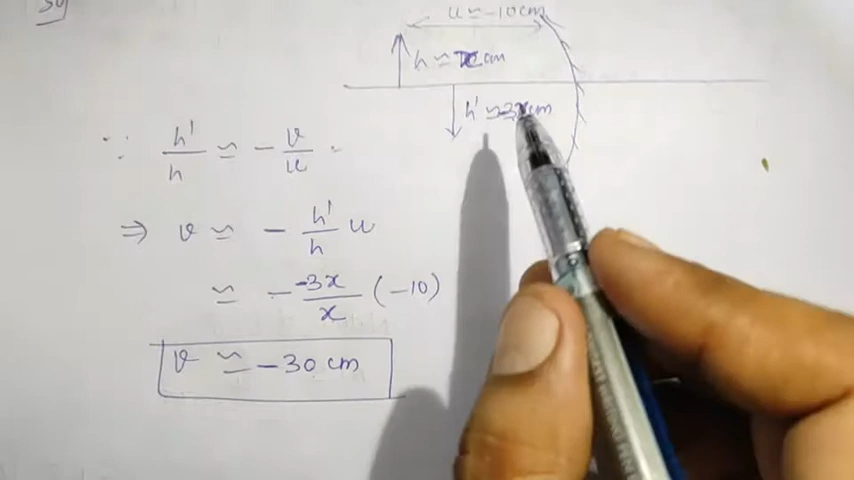 u ≃ -10cm
h ≃ x cm
h' ≃ -3x cm
∵ h'/h ≃ - v/u
⇒ v ≃ - h'/h u
≃ - -3x/x (-10)
v ≃ -30 cm